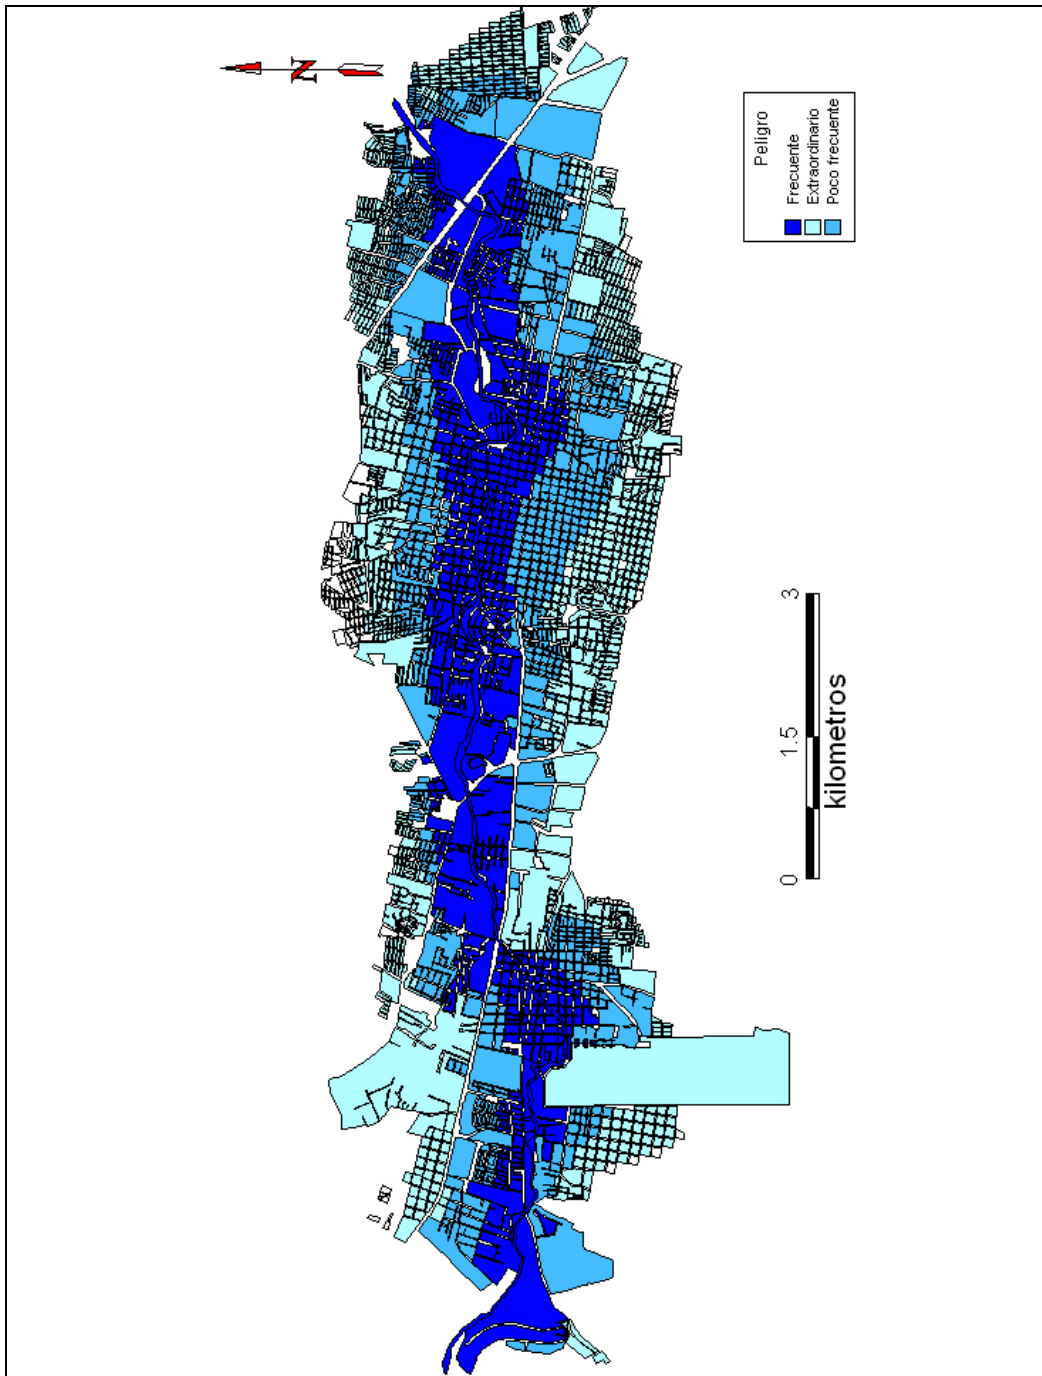 N
Peligro
Frecuente
Extraordinario
Poco frecuente
0 1.5 3
kilometros